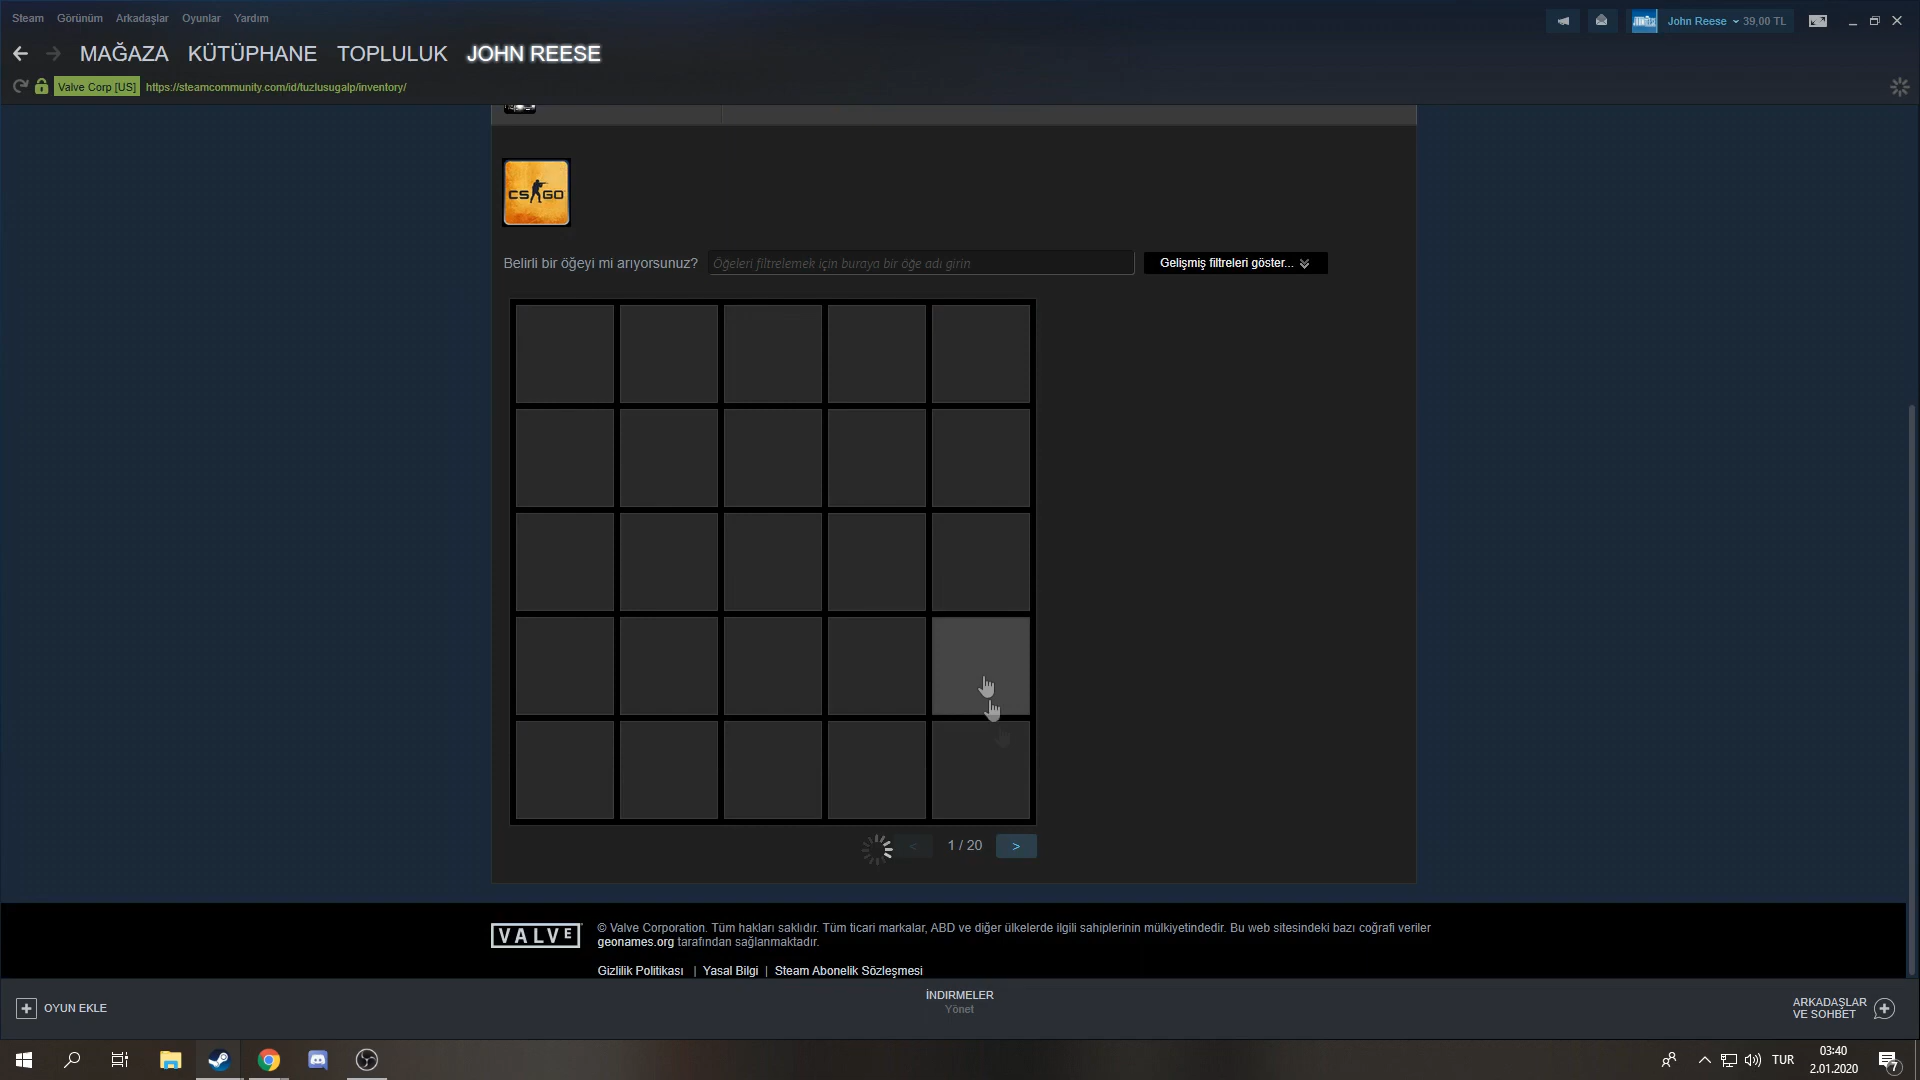 Steam Görünüm Arkadaşlar Oyunlar Yardım
John Reese 39,00 TL
MAĞAZA KÜTÜPHANE TOPLULUK JOHN REESE
Valve Corp [US] https://steamcommunity.com/id/tuzlusugalp/inventory/
CS GO
Belirli bir öğeyi mi arıyorsunuz? Öğeleri filtrelemek için buraya bir öğe adı girin Gelişmiş filtreleri göster...
< 1 / 20 >
VALVE © Valve Corporation. Tüm hakları saklıdır. Tüm ticari markalar, ABD ve diğer ülkelerde ilgili sahiplerinin mülkiyetindedir. Bu web sitesindeki bazı coğrafi veriler
geonames.org tarafından sağlanmaktadır.
Gizlilik Politikası | Yasal Bilgi | Steam Abonelik Sözleşmesi
OYUN EKLE
İNDIRMELER
Yönet
ARKADAŞLAR
VE SOHBET
TUR
03:40
2.01.2020
7